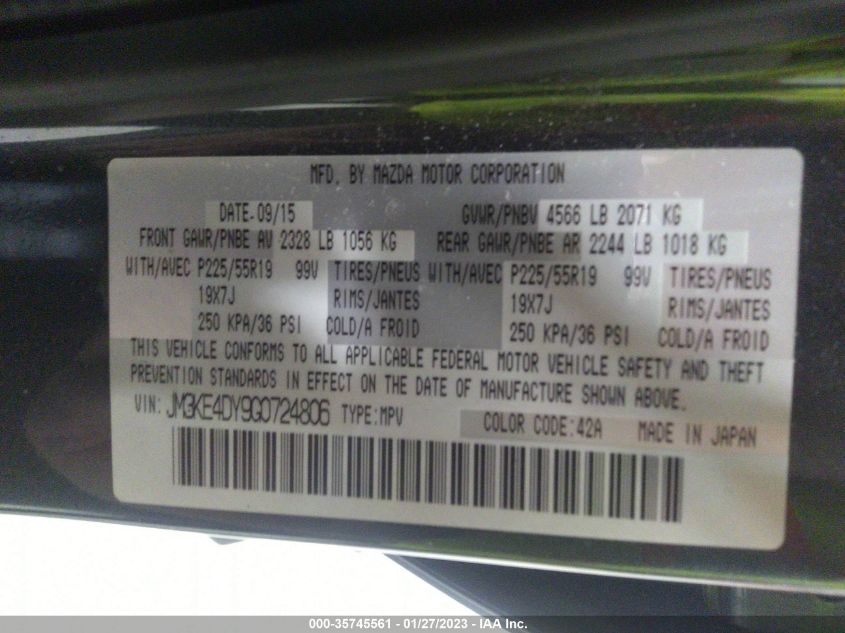 MFD. BY MAZDA MOTOR CORPORATION
DATE-09/15 GVWR/PNBV 4566 LB 2071 KG
FRONT GAWR/PNBE AV 2328 LB 1056 KG REAR GAWR/PNBE AR 2244 LB 1018 KG
WITH/AVEC P225/55R19 99V TIRES/PNEUS WITH/AVEC P225/55R19 99V TIRES/PNEUS
19X7J RIMS/JANTES 19X7J RIMS/JANTES
250 KPA/36 PSI COLD/A FROID 250 KPA/36 PSI COLD/A FROID
THIS VEHICLE CONFORMS TO ALL APPLICABLE FEDERAL MOTOR VEHICLE SAFETY AND THEFT
PREVENTION STANDARDS IN EFFECT ON THE DATE OF MANUFACTURE SHOWN ABOVE.
VIN: JM3KE4DY9G0724806 TYPE:MPV COLOR CODE:42A MADE IN JAPAN
000-35745561 - 01/27/2023 - IAA Inc.